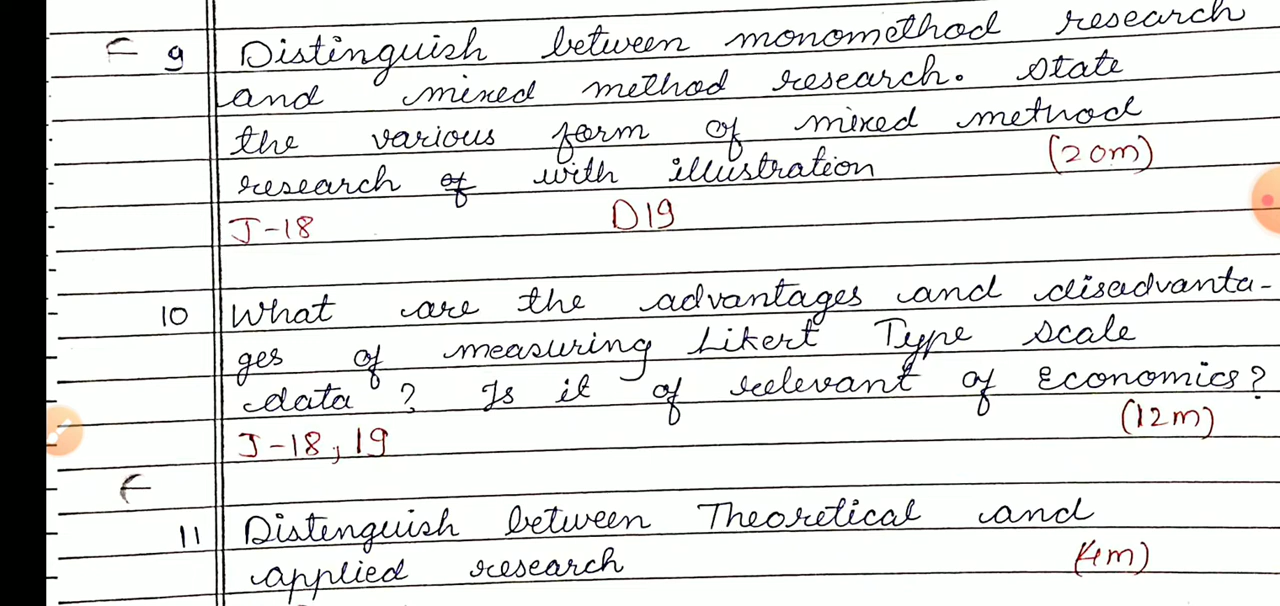 9 Distinguish between monomethod research
and mixed method research. State
the various form of mixed method
research of with illustration (20m)
J-18 D19
10 What are the advantages and disadvanta-
ges of measuring Likert Type scale
data? Is it of relevant of Economics?
(12m)
J-18, 19
11 Distenguish between Theoretical and
applied research (4m)